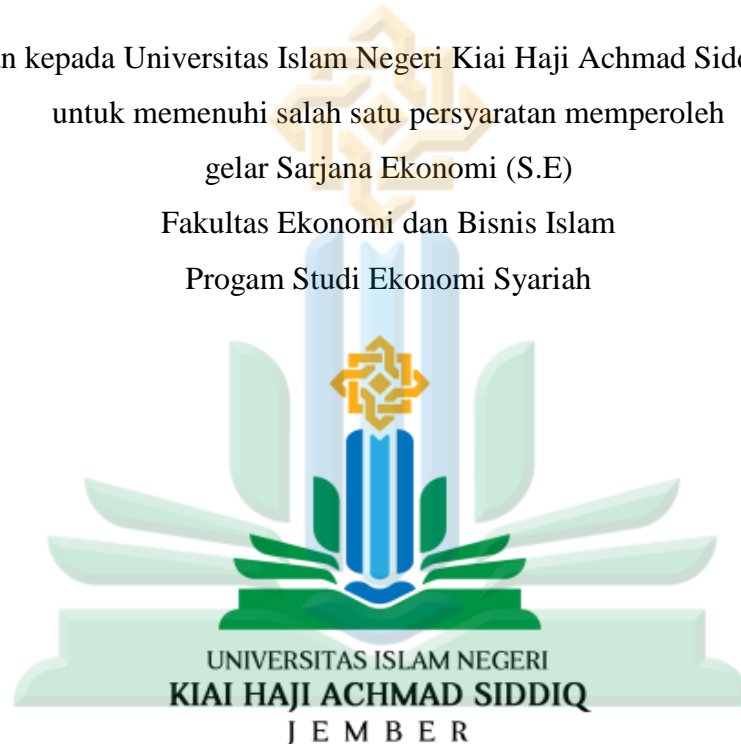 kepada Universitas Islam Negeri Kiai Haji Achmad
untuk memenuhi salah satu persyaratan memperoleh
gelar Sarjana Ekonomi (S.E)
Fakultas Ekonomi dan Bisnis Islam
Progam Studi Ekonomi Syariah
UNIVERSITAS ISLAM NEGERI
KIAI HAJI ACHMAD SIDDIQ
JEMBER